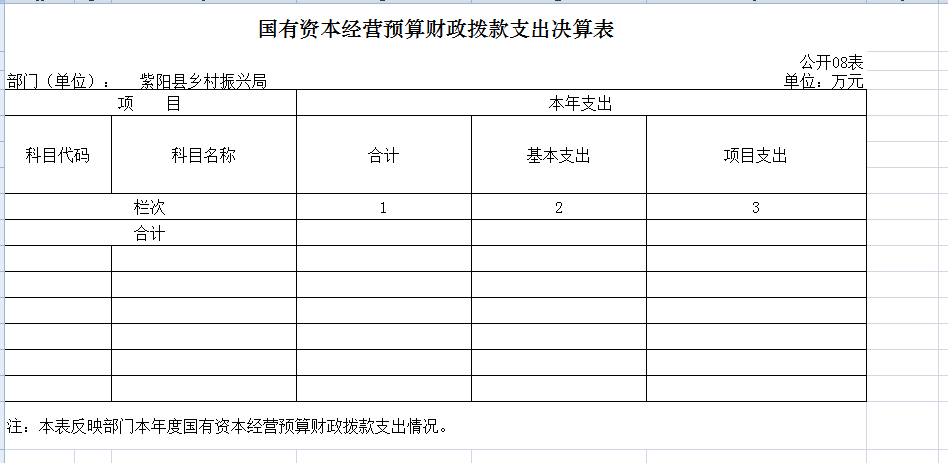 国有资本经营预算财政拨款支出决算表
公开08表
部门（单位）： 紫阳县乡村振兴局 单位：万元
项 目 本年支出
科目代码 科目名称 合计 基本支出 项目支出
栏次 1 2 3
合计
注：本表反映部门本年度国有资本经营预算财政拨款支出情况。